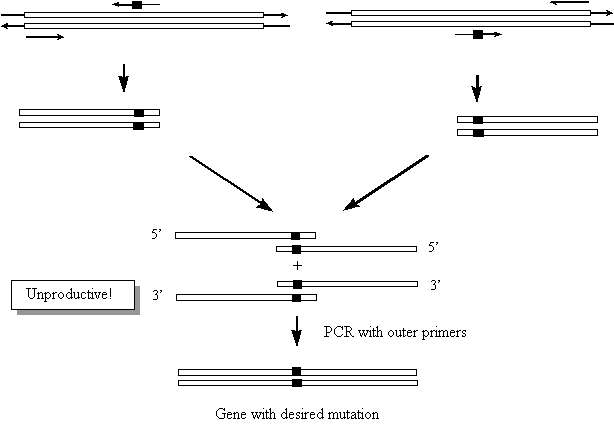 5’
5’
+
3’
Unproductive!
3’
PCR with outer primers
Gene with desired mutation